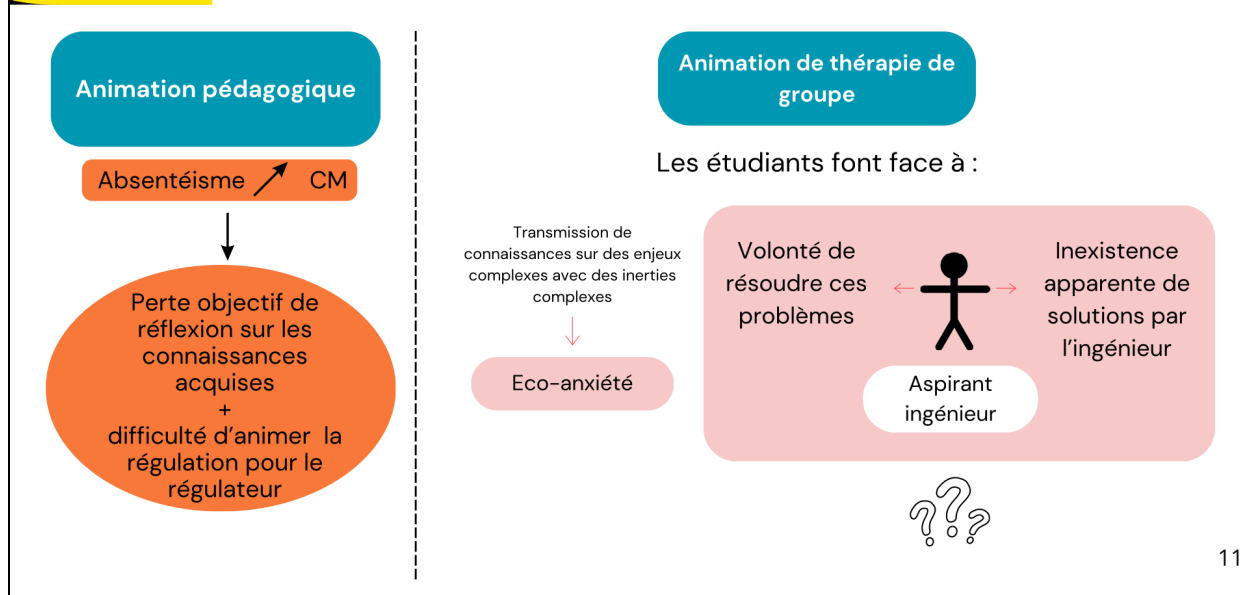 Animation pédagogique
Absentéisme CM
Perte objectif de
réflexion sur les
connaissances
acquises
+
difficulté d'animer la
régulation pour le
régulateur
Animation de thérapie de
groupe
Les étudiants font face à :
Transmission de
connaissances sur des enjeux
complexes avec des inerties
complexes
Eco-anxiété
Volonté de
résoudre ces
problèmes
Aspirant
ingénieur
Inexistence
apparente de
solutions par
l'ingénieur
???
11